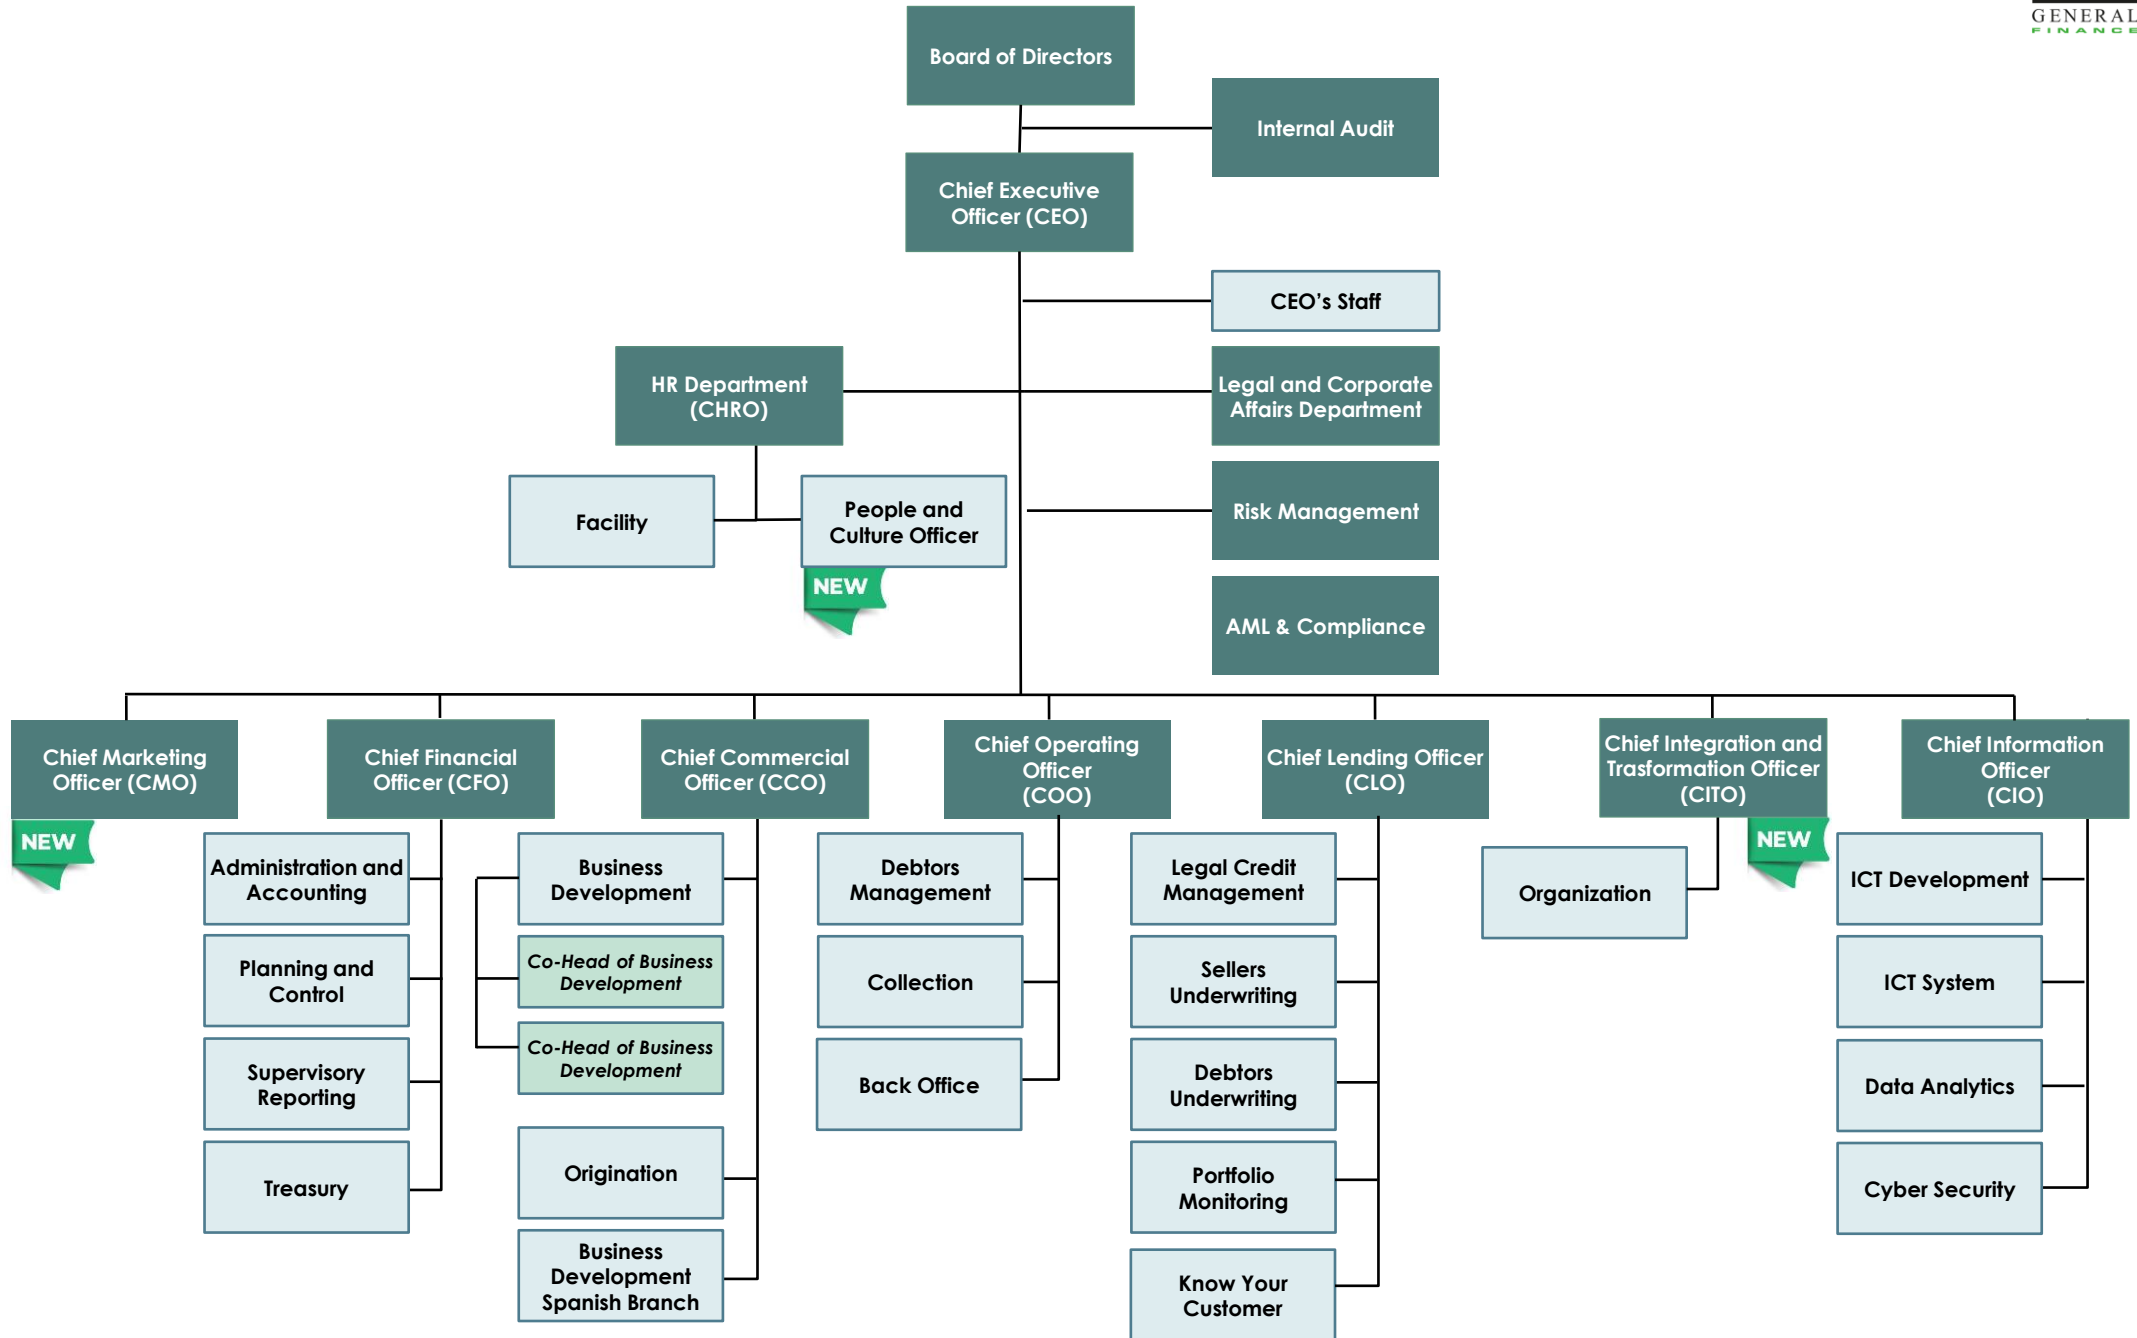 GENERAL
FINANCE
Board of Directors
Internal Audit
Chief Executive
Officer (CEO)
CEO’s Staff
HR Department
(CHRO)
Legal and Corporate
Affairs Department
Facility
People and
Culture Officer
NEW
Risk Management
AML & Compliance
Chief Marketing
Officer (CMO)
NEW
Chief Financial
Officer (CFO)
Administration and
Accounting
Planning and
Control
Supervisory
Reporting
Treasury
Chief Commercial
Officer (CCO)
Business
Development
Co-Head of Business
Development
Co-Head of Business
Development
Origination
Business
Development
Spanish Branch
Chief Operating
Officer
(COO)
Debtors
Management
Collection
Back Office
Chief Lending Officer
(CLO)
Legal Credit
Management
Sellers
Underwriting
Debtors
Underwriting
Portfolio
Monitoring
Know Your
Customer
Chief Integration and
Trasformation Officer
(CITO)
NEW
Organization
Chief Information
Officer
(CIO)
ICT Development
ICT System
Data Analytics
Cyber Security